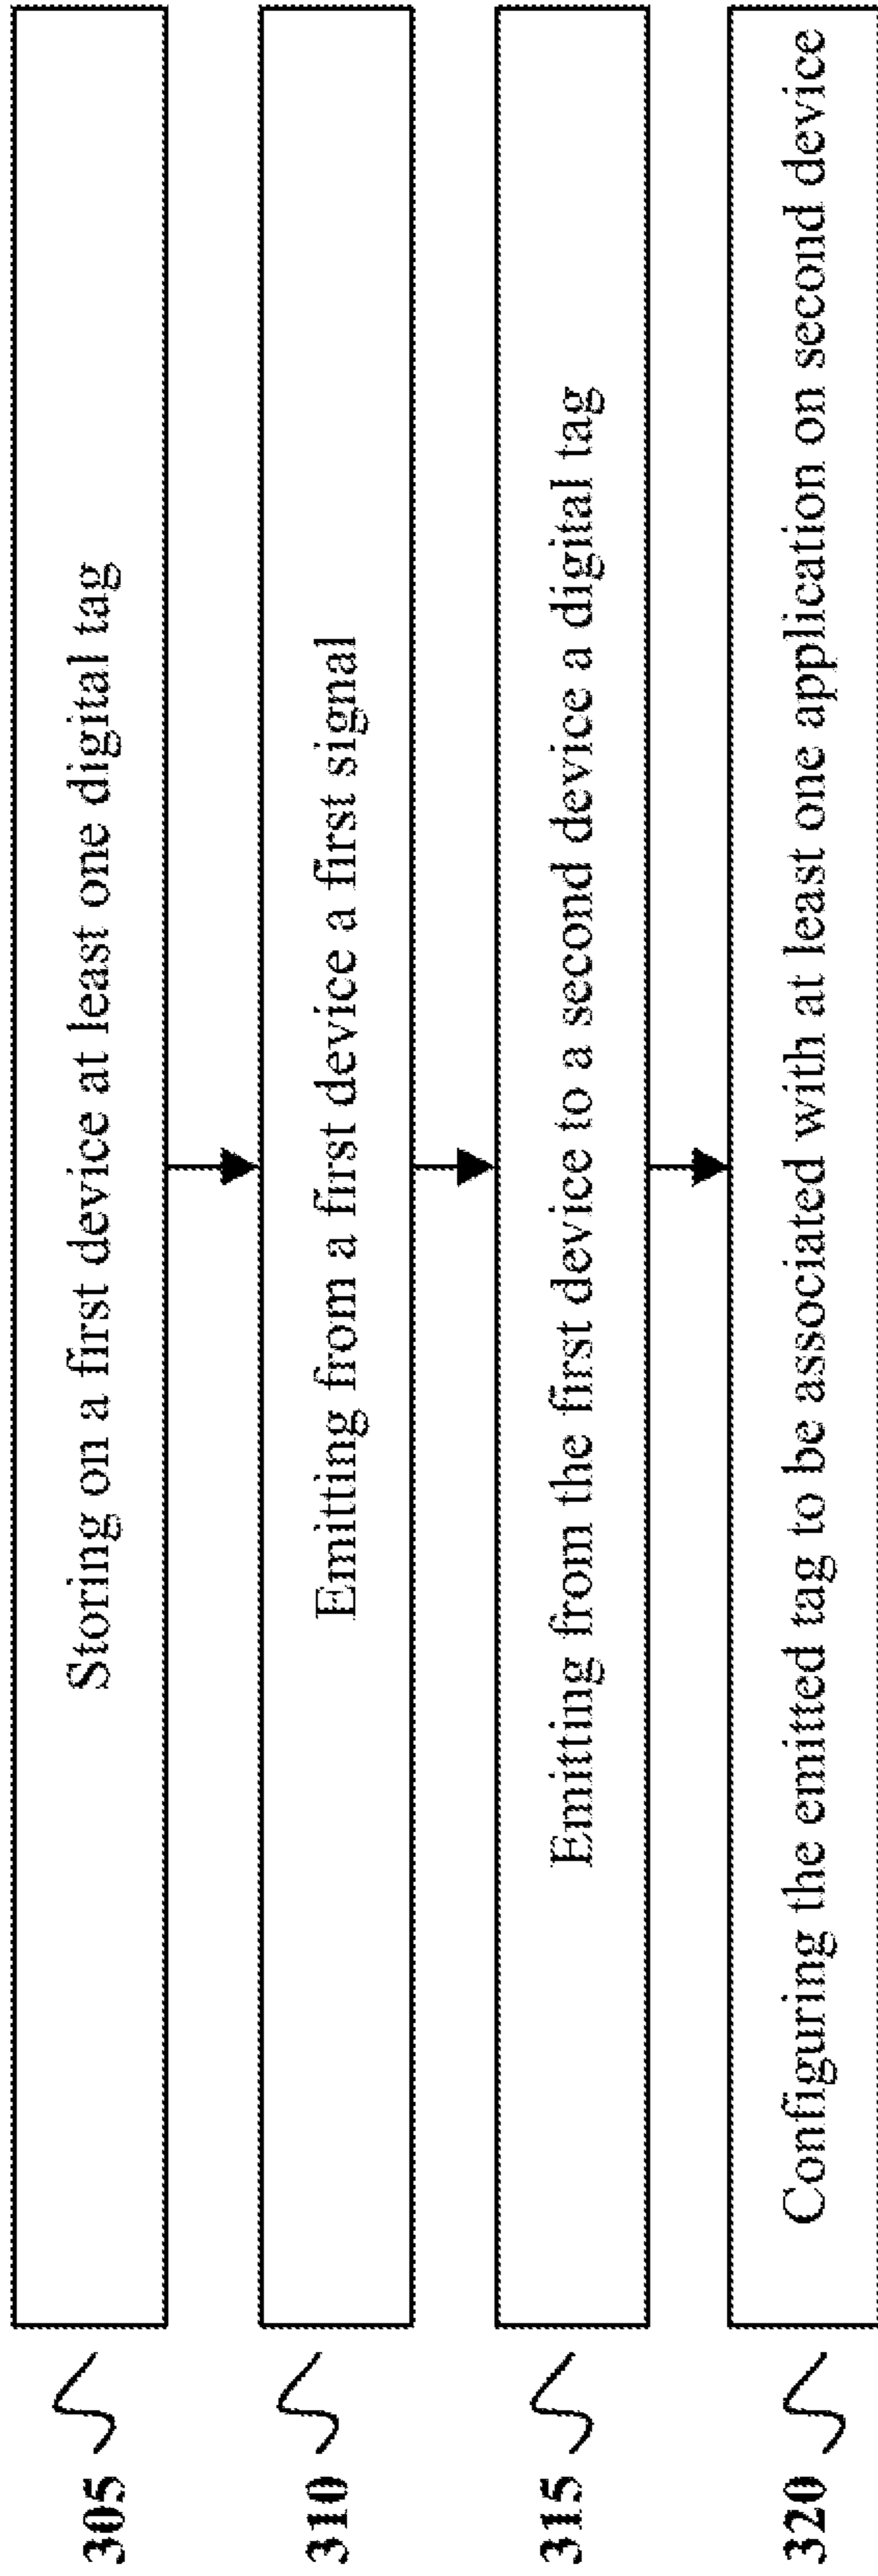 305 Storing on a first device at least one digital tag
310 Emitting from a first device a first signal
315 Emitting from the first device to a second device a digital tag
320 Configuring the emitted tag to be associated with at least one application on second device